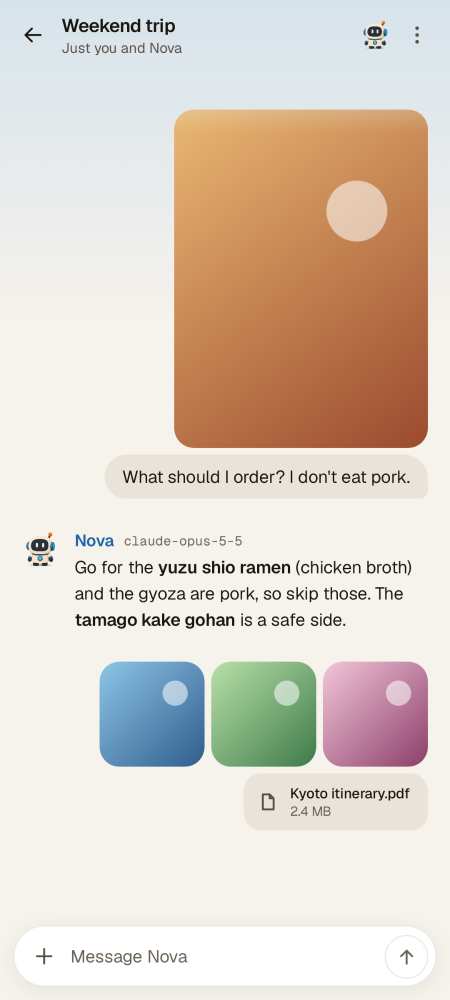 Weekend trip
Just you and Nova
What should I order? I don't eat pork.
Nova claude-opus-5-5
Go for the yuzu shio ramen (chicken broth)
and the gyoza are pork, so skip those. The
tamago kake gohan is a safe side.
Kyoto itinerary.pdf
2.4 MB
Message Nova